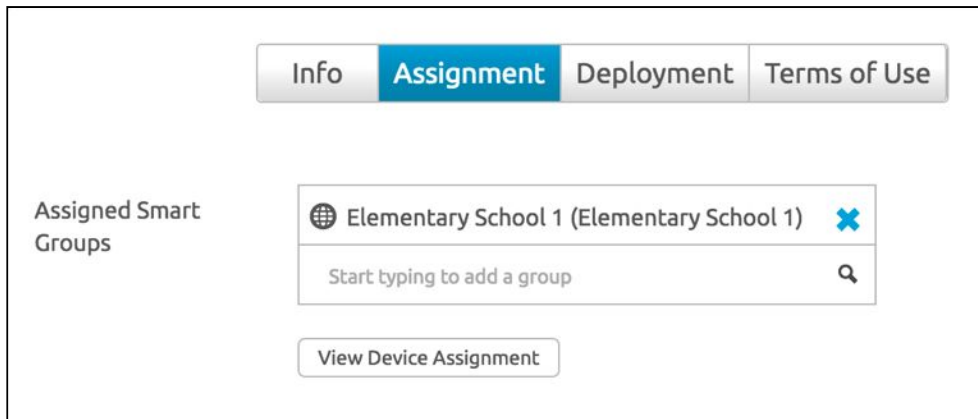 Info Assignment Deployment Terms of Use
Assigned Smart
Groups
Elementary School 1 (Elementary School 1)
Start typing to add a group
View Device Assignment